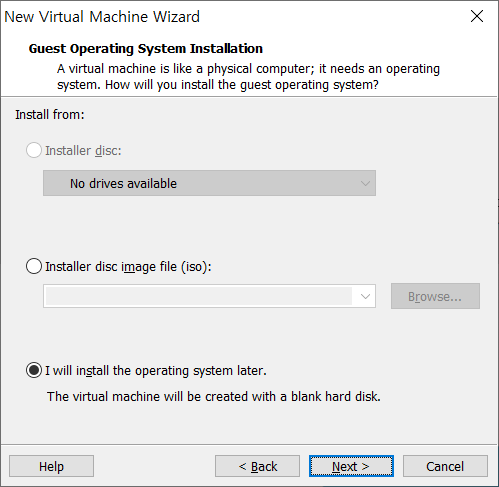 New Virtual Machine Wizard
Guest Operating System Installation
A virtual machine is like a physical computer; it needs an operating
system. How will you install the guest operating system?
Install from:
Installer disc:
No drives available
Installer disc image file (iso):
Browse...
I will install the operating system later.
The virtual machine will be created with a blank hard disk.
Help
< Back
Next >
Cancel